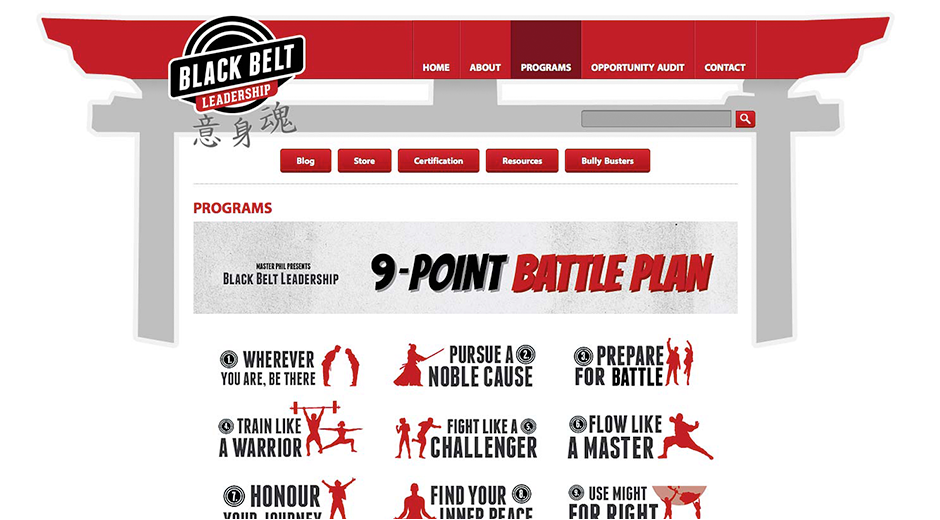 BLACK BELT
LEADERSHIP
意身魂
HOME ABOUT PROGRAMS OPPORTUNITY AUDIT CONTACT
Blog Store Certification Resources Bully Busters
PROGRAMS
MASTER PHIL PRESENTS
BLACK BELT LEADERSHIP
9-POINT BATTLE PLAN
1. WHEREVER
YOU ARE, BE THERE
PURSUE A 2.
NOBLE CAUSE
3. PREPARE
FOR BATTLE
4. TRAIN LIKE
A WARRIOR
FIGHT LIKE A 5.
CHALLENGER
6. FLOW LIKE
A MASTER
7. HONOUR
YOUR JOURNEY
FIND YOUR 8.
INNER PEACE
9. USE MIGHT
FOR RIGHT